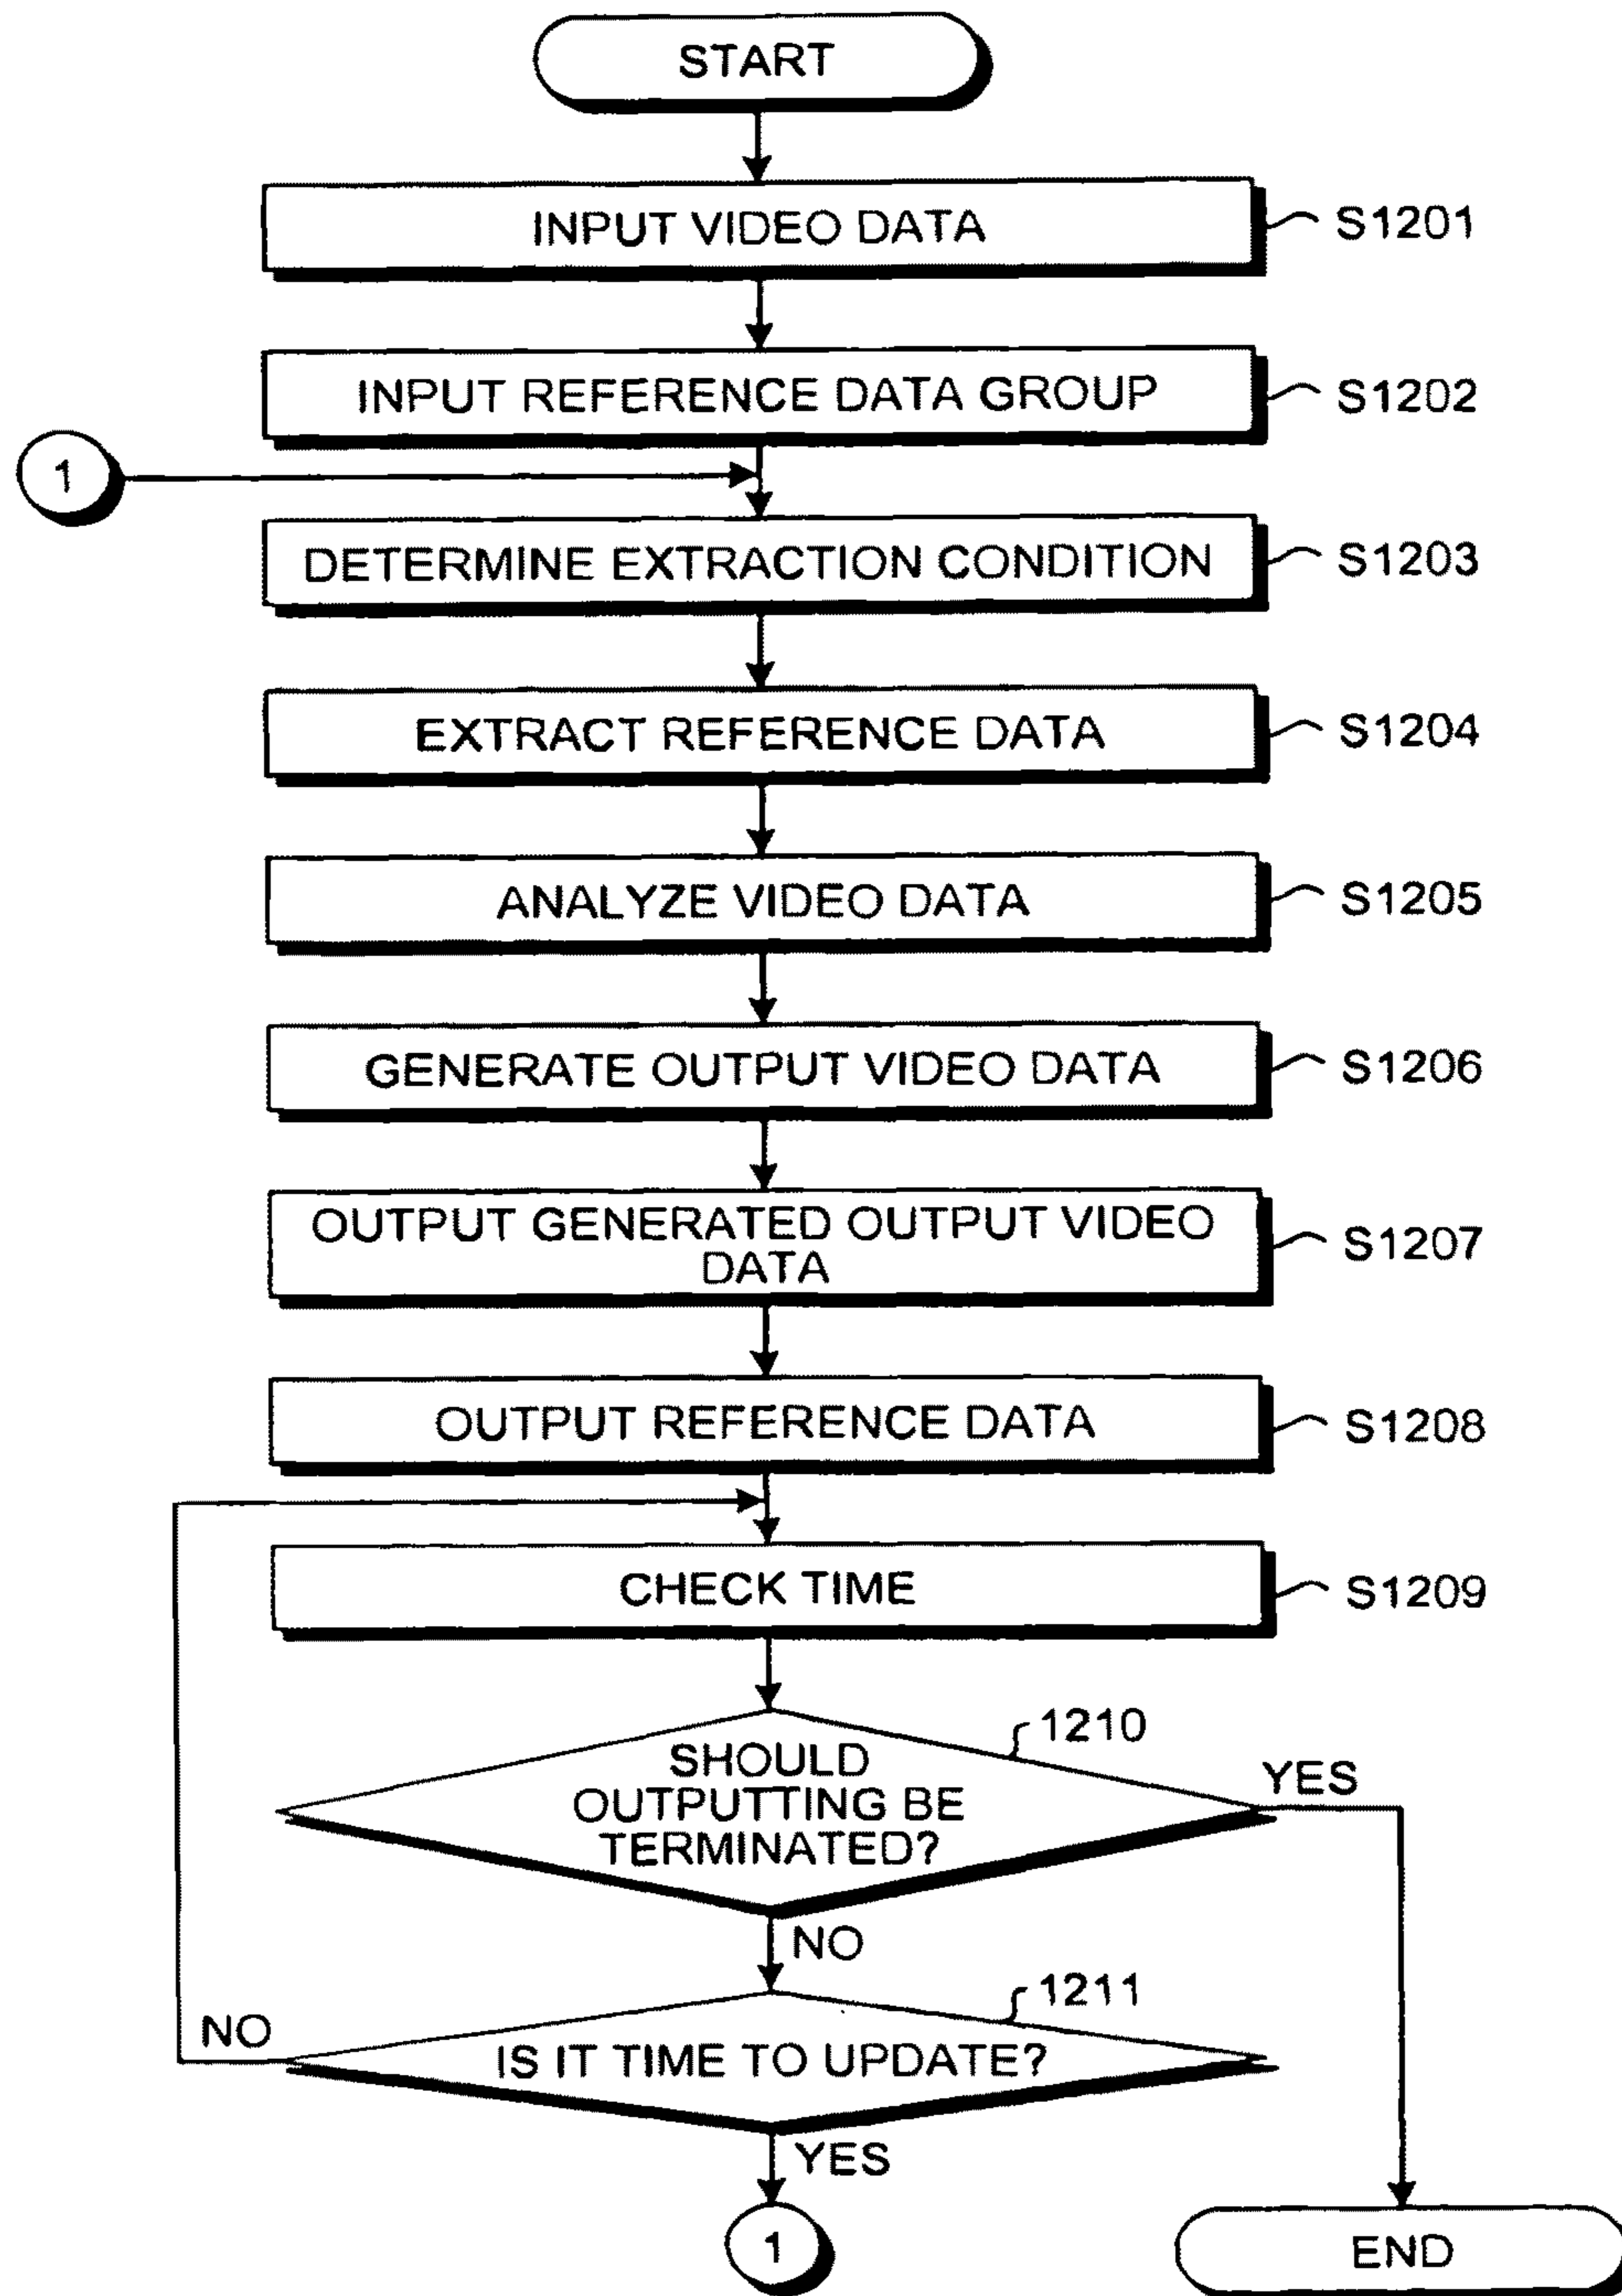 START
INPUT VIDEO DATA
S1201
INPUT REFERENCE DATA GROUP
S1202
1
DETERMINE EXTRACTION CONDITION
S1203
EXTRACT REFERENCE DATA
S1204
ANALYZE VIDEO DATA
S1205
GENERATE OUTPUT VIDEO DATA
S1206
OUTPUT GENERATED OUTPUT VIDEO
DATA
S1207
OUTPUT REFERENCE DATA
S1208
CHECK TIME
S1209
1210
SHOULD
OUTPUTTING BE
TERMINATED?
YES
NO
1211
IS IT TIME TO UPDATE?
NO
YES
1
END